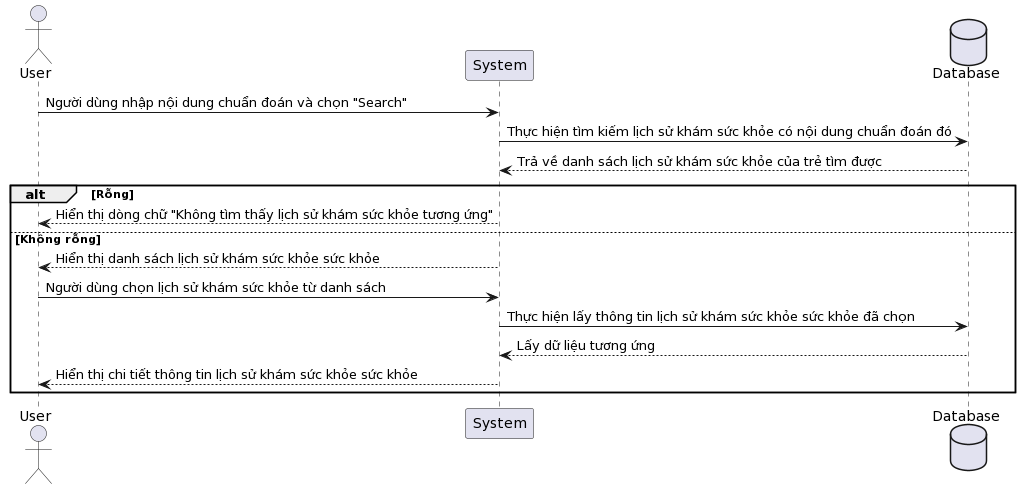 User
System
Database
Người dùng nhập nội dung chuẩn đoán và chọn "Search"
Thực hiện tìm kiếm lịch sử khám sức khỏe có nội dung chuẩn đoán đó
Trả về danh sách lịch sử khám sức khỏe của trẻ tìm được
alt [Rỗng]
Hiển thị dòng chữ "Không tìm thấy lịch sử khám sức khỏe tương ứng"
[Không rỗng]
Hiển thị danh sách lịch sử khám sức khỏe sức khỏe
Người dùng chọn lịch sử khám sức khỏe từ danh sách
Thực hiện lấy thông tin lịch sử khám sức khỏe sức khỏe đã chọn
Lấy dữ liệu tương ứng
Hiển thị chi tiết thông tin lịch sử khám sức khỏe sức khỏe
User
System
Database